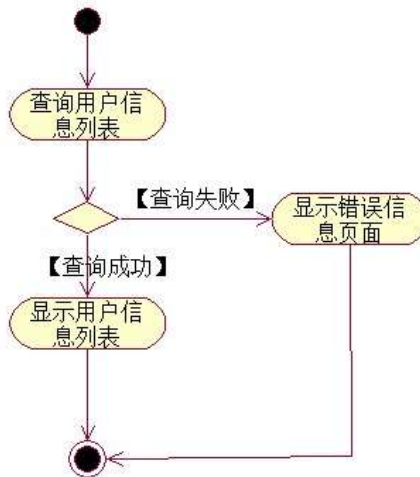 查询用户信
息列表
【查询失败】
显示错误信
息页面
【查询成功】
显示用户信
息列表